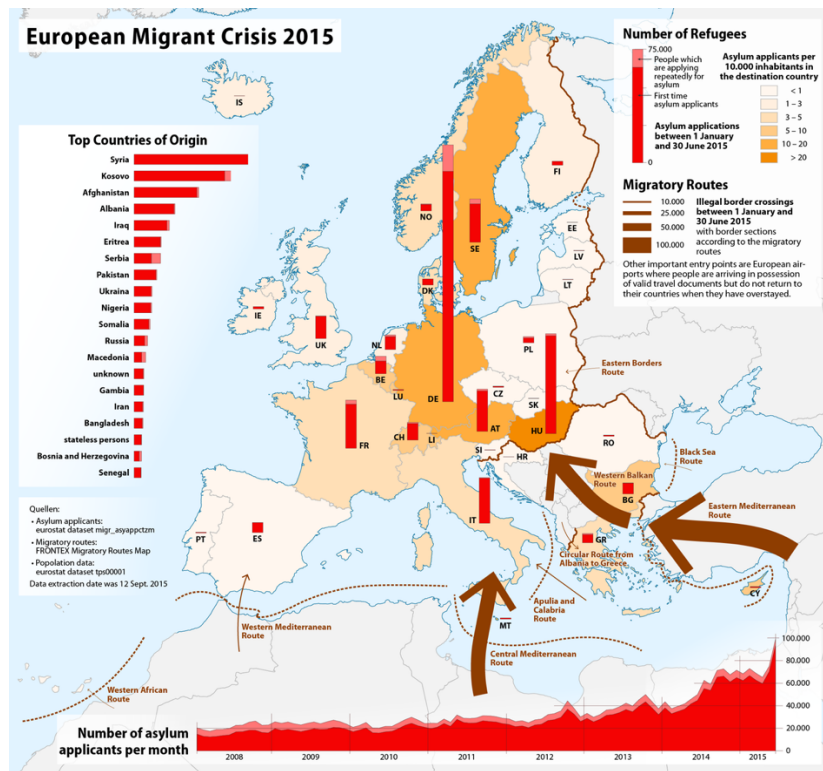 European Migrant Crisis 2015
Number of Refugees
75.000
People which
are applying
repeatedly for
asylum
First time
asylum applicants
Asylum applications
between 1 January
and 30 June 2015
0
Asylum applicants per
10.000 inhabitants in
the destination country
< 1
1 – 3
3 – 5
5 – 10
10 – 20
> 20
Migratory Routes
10.000
25.000
50.000
100.000
Illegal border crossings
between 1 January and
30 June 2015
with border sections
according to the migratory
routes
Other important entry points are European air-
ports where people are arriving in possession
of valid travel documents but do not return to
their countries when they have overstayed.
Top Countries of Origin
Syria
Kosovo
Afghanistan
Albania
Iraq
Eritrea
Serbia
Pakistan
Ukraina
Nigeria
Somalia
Russia
Macedonia
unknown
Gambia
Iran
Bangladesh
stateless persons
Bosnia and Herzegovina
Senegal
Quellen:
• Asylum applicants:
eurostat dataset migr_asyappctzm
• Migratory routes:
FRONTEX Migratory Routes Map
• Popolation data:
eurostat dataset tps00001
Data extraction date was 12 Sept. 2015
IS
NO
SE
FI
EE
LV
LT
DK
IE
UK
NL
BE
LU
DE
PL
CZ
SK
AT
HU
CH
LI
FR
SI
HR
RO
BG
IT
GR
PT
ES
MT
CY
Eastern Borders
Route
Black Sea
Route
Western Balkan
Route
Eastern Mediterranean
Route
Circular Route from
Albania to Greece
Apulia and
Calabria
Route
Central Mediterranean
Route
Western Mediterranean
Route
Western African
Route
Number of asylum
applicants per month
100.000
80.000
60.000
40.000
20.000
0
2008
2009
2010
2011
2012
2013
2014
2015